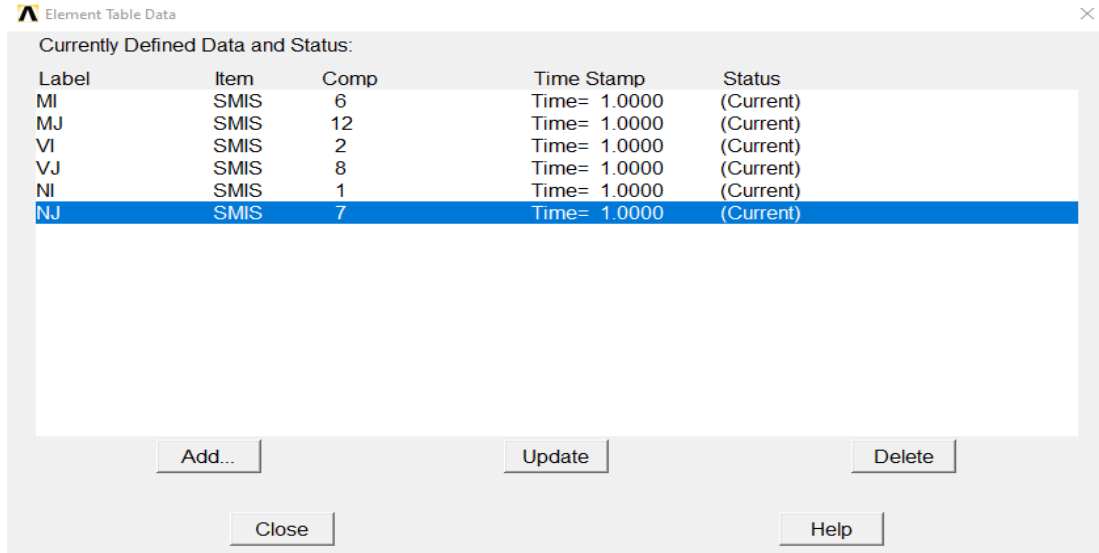 Element Table Data
Currently Defined Data and Status:
Label Item Comp Time Stamp Status
MI SMIS 6 Time= 1.0000 (Current)
MJ SMIS 12 Time= 1.0000 (Current)
VI SMIS 2 Time= 1.0000 (Current)
VJ SMIS 8 Time= 1.0000 (Current)
NI SMIS 1 Time= 1.0000 (Current)
NJ SMIS 7 Time= 1.0000 (Current)
Add... Update Delete
Close Help